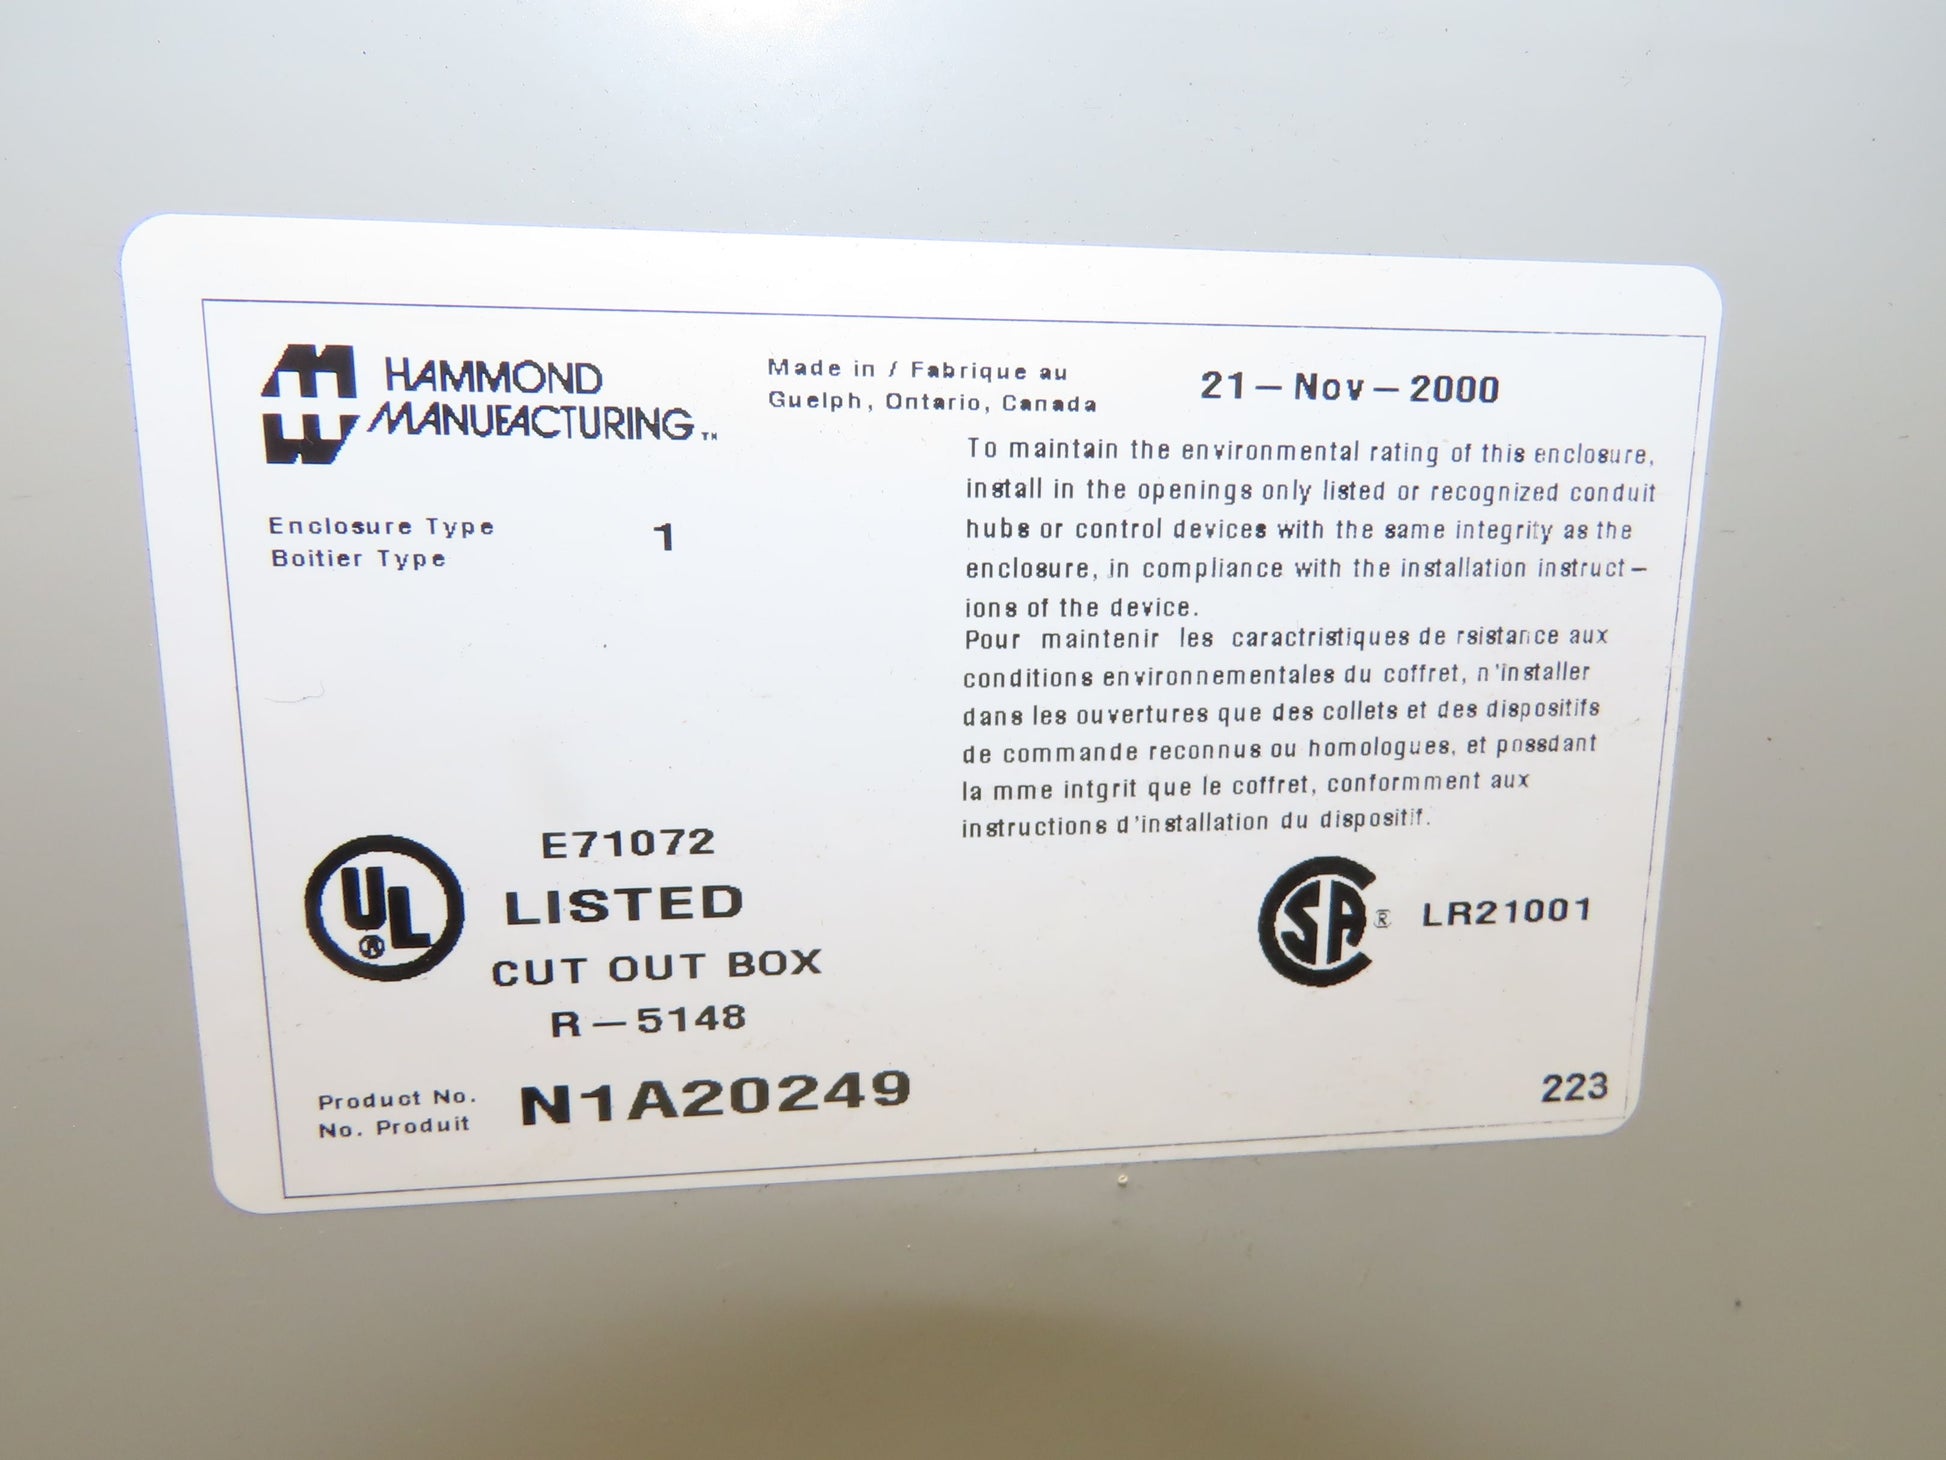 HAMMOND
MANUFACTURING™
Made in / Fabrique au
Guelph, Ontario, Canada
21-Nov-2000
Enclosure Type
Boitier Type
1
To maintain the environmental rating of this enclosure,
install in the openings only listed or recognized conduit
hubs or control devices with the same integrity as the
enclosure, in compliance with the installation instruct-
ions of the device.
Pour maintenir les caractristiques de rsistance aux
conditions environnementales du coffret, n'installer
dans les ouvertures que des collets et des dispositifs
de commande reconnus ou homologues, et possdant
la mme intgrit que le coffret, conformment aux
instructions d'installation du dispositif.
UL ®
E71072
LISTED
CUT OUT BOX
R-5148
CSA ® LR21001
Product No.
No. Produit
N1A20249
223